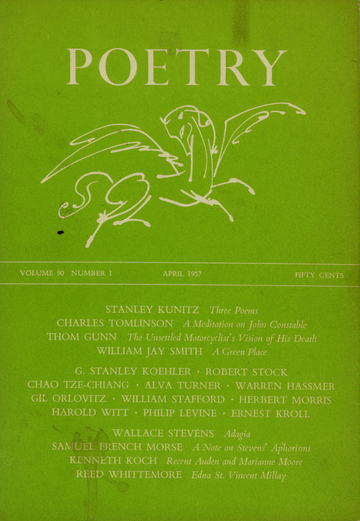 POETRY
VOLUME 90 NUMBER 1 APRIL 1957 FIFTY CENTS
STANLEY KUNITZ Three Poems
CHARLES TOMLINSON A Meditation on John Constable
THOM GUNN The Unsettled Motorcyclist's Vision of His Death
WILLIAM JAY SMITH A Green Place
G. STANLEY KOEHLER · ROBERT STOCK
CHAO TZE-CHIANG · ALVA TURNER · WARREN HASSMER
GIL ORLOVITZ · WILLIAM STAFFORD · HERBERT MORRIS
HAROLD WITT · PHILIP LEVINE · ERNEST KROLL
WALLACE STEVENS Adagia
SAMUEL FRENCH MORSE A Note on Stevens' Aphorisms
KENNETH KOCH Recent Auden and Marianne Moore
REED WHITTEMORE Edna St. Vincent Millay